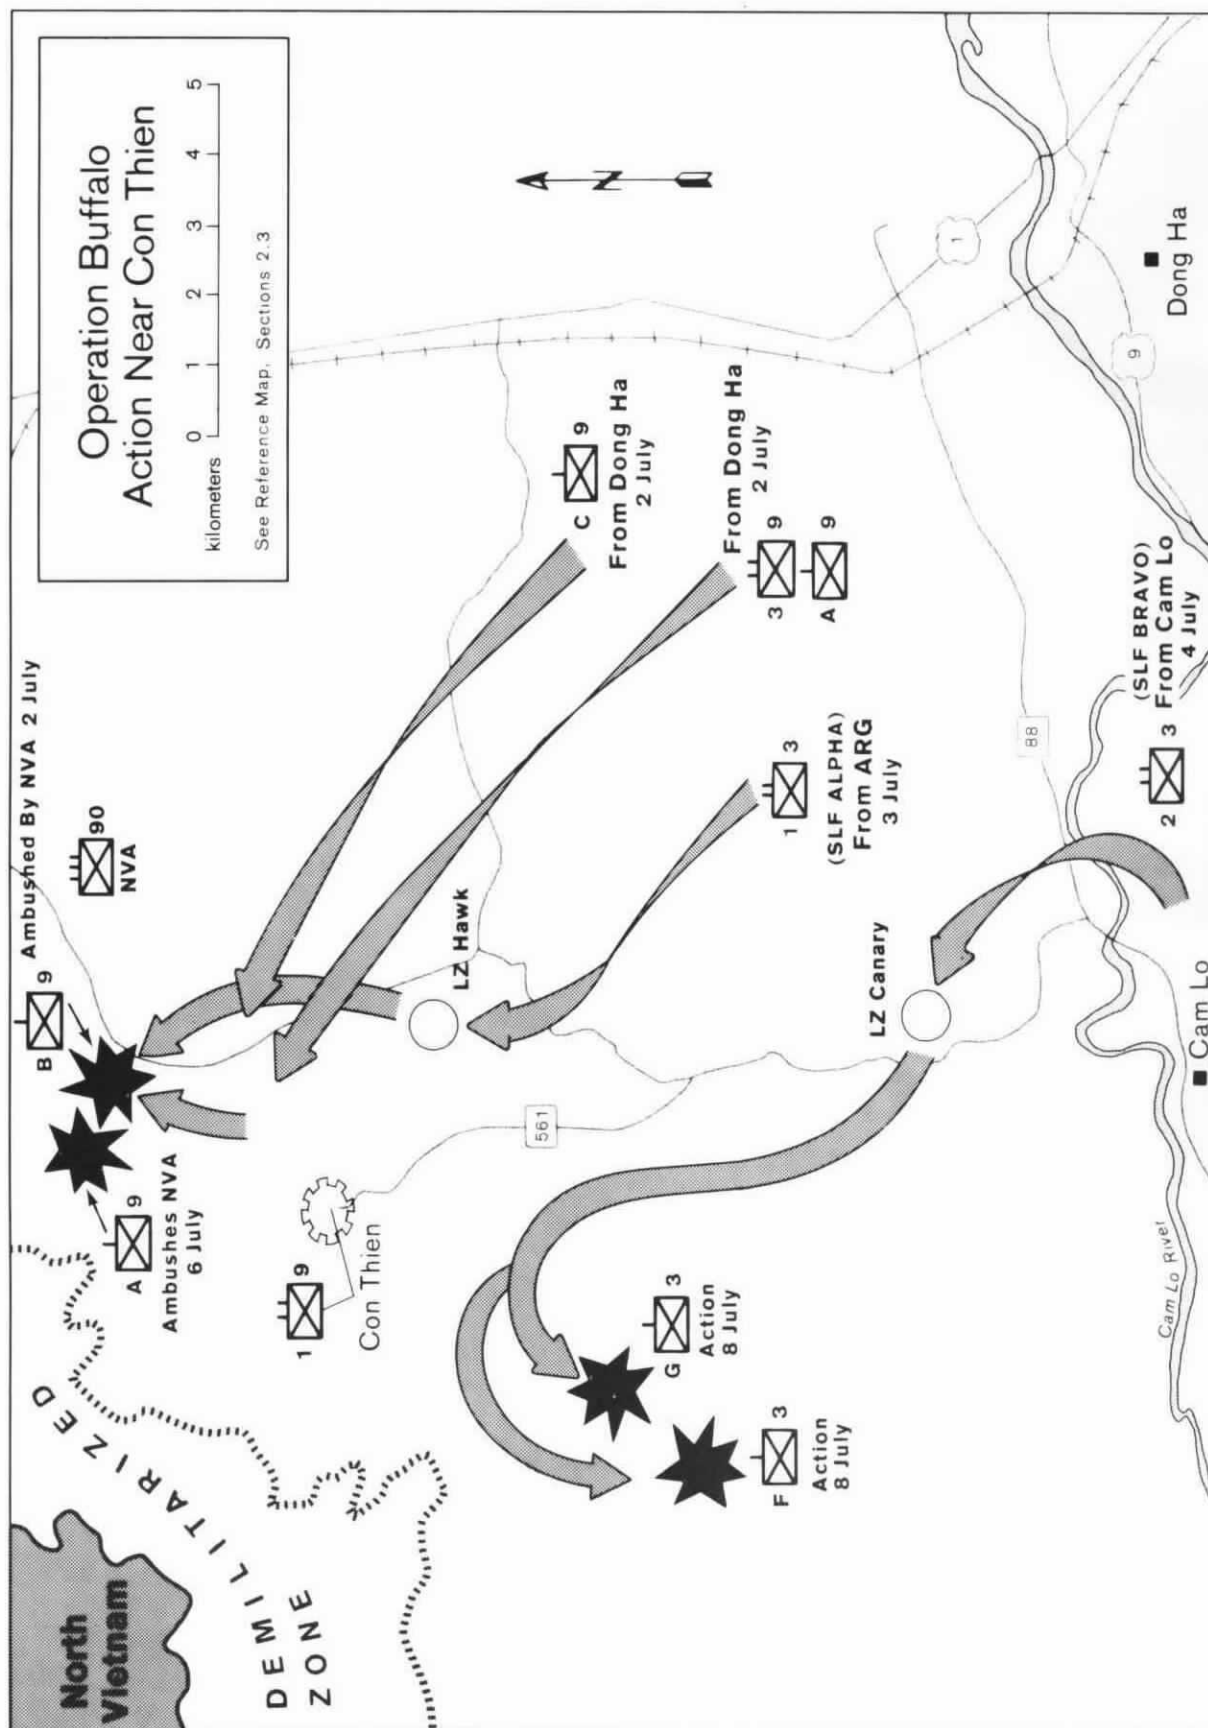 Operation Buffalo
Action Near Con Thien
0 1 2 3 4 5
kilometers
See Reference Map, Sections 2.3
N
North
Vietnam
DEMILITARIZED
ZONE
A 9
Ambushes NVA
6 July
B 9
Ambushed By NVA 2 July
90
NVA
1 9
Con Thien
LZ Hawk
C 9
From Dong Ha
2 July
From Dong Ha
2 July
3 9
A 9
561
1 3
(SLF ALPHA)
From ARG
3 July
G 3
Action
8 July
F 3
Action
8 July
LZ Canary
88
1
9
(SLF BRAVO)
From Cam Lo
4 July
2 3
Cam Lo River
Cam Lo
Dong Ha